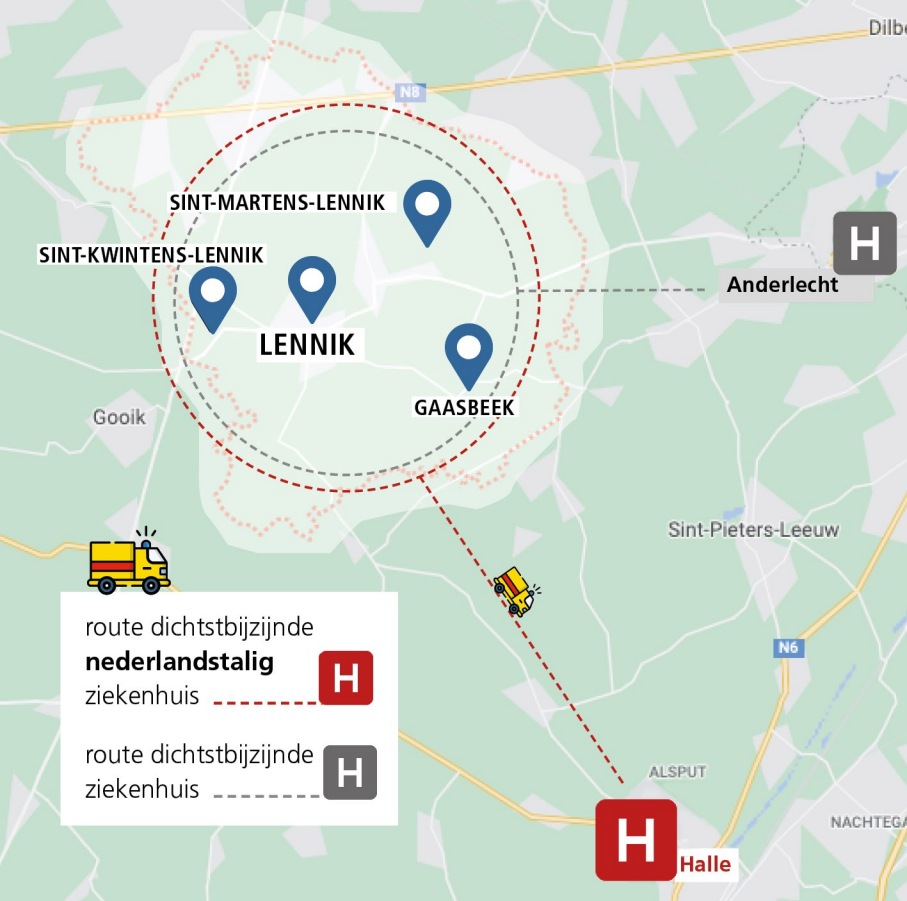 Dilbe
N8
SINT-MARTENS-LENNIK
SINT-KWINTENS-LENNIK
H
Anderlecht
LENNIK
GAASBEEK
Gooik
Sint-Pieters-Leeuw
route dichtstbijzijnde
nederlandstalig
ziekenhuis
H
N6
route dichtstbijzijnde
ziekenhuis
H
ALSPUT
NACHTEGA
H
Halle